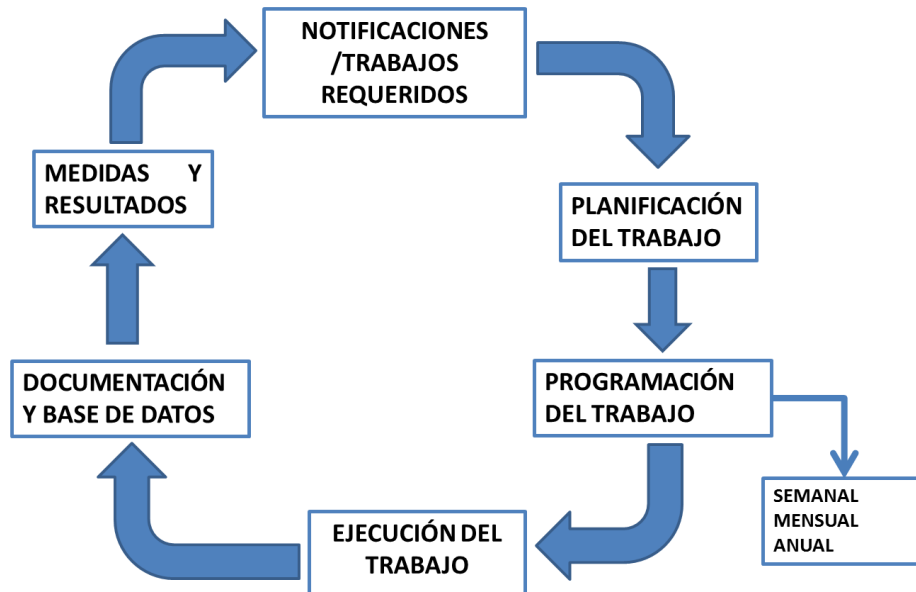 NOTIFICACIONES
/TRABAJOS
REQUERIDOS
PLANIFICACIÓN
DEL TRABAJO
PROGRAMACIÓN
DEL TRABAJO
SEMANAL
MENSUAL
ANUAL
EJECUCIÓN DEL
TRABAJO
DOCUMENTACIÓN
Y BASE DE DATOS
MEDIDAS Y
RESULTADOS